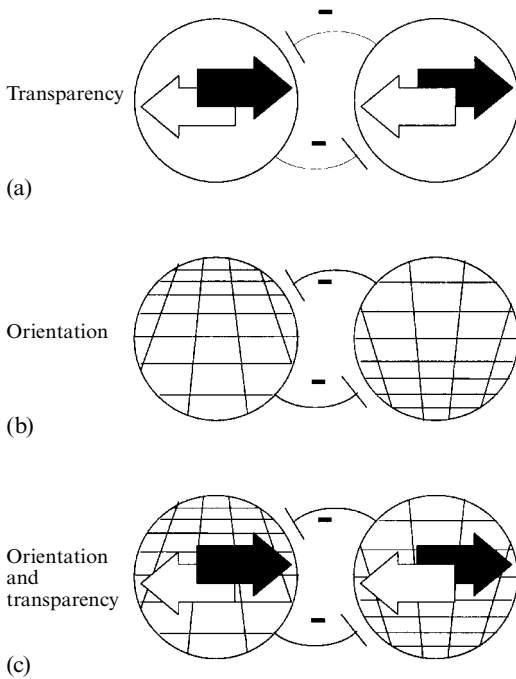 Transparency
(a)
Orientation
(b)
Orientation
and
transparency
(c)